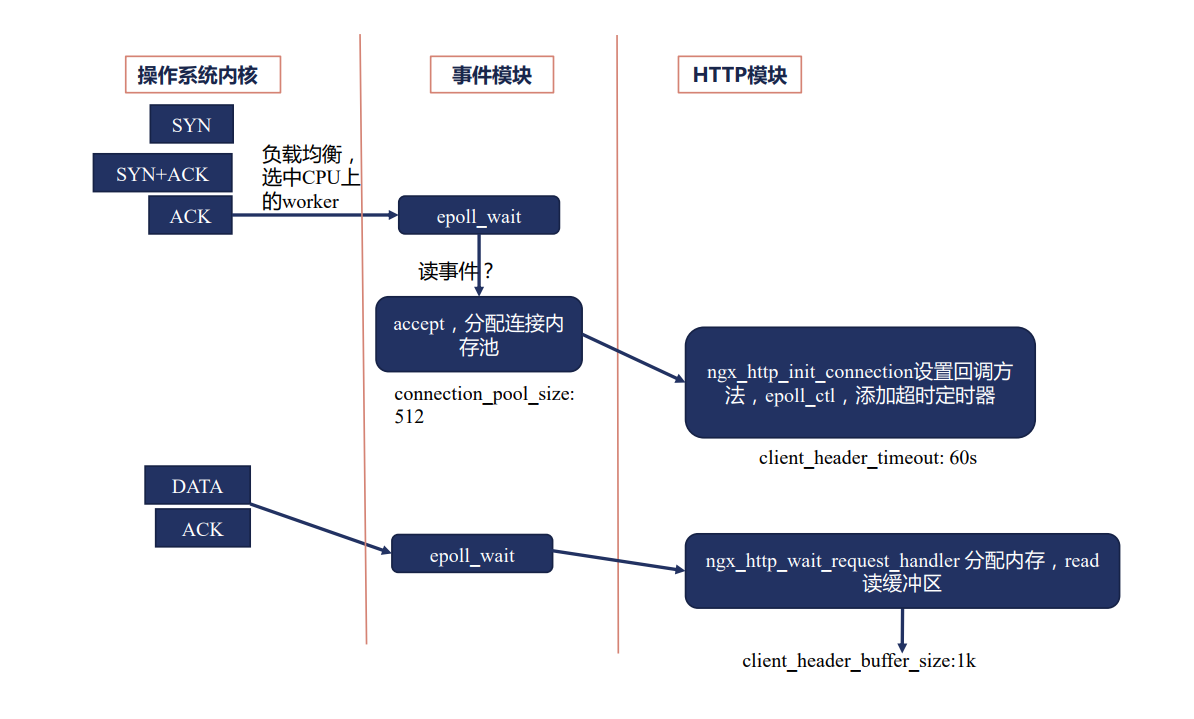 操作系统内核
事件模块
HTTP模块
SYN
SYN+ACK
ACK
负载均衡，
选中CPU上
的worker
epoll_wait
读事件？
accept，分配连接内
存池
connection_pool_size:
512
ngx_http_init_connection设置回调方
法，epoll_ctl，添加超时定时器
client_header_timeout: 60s
DATA
ACK
epoll_wait
ngx_http_wait_request_handler 分配内存，read
读缓冲区
client_header_buffer_size:1k